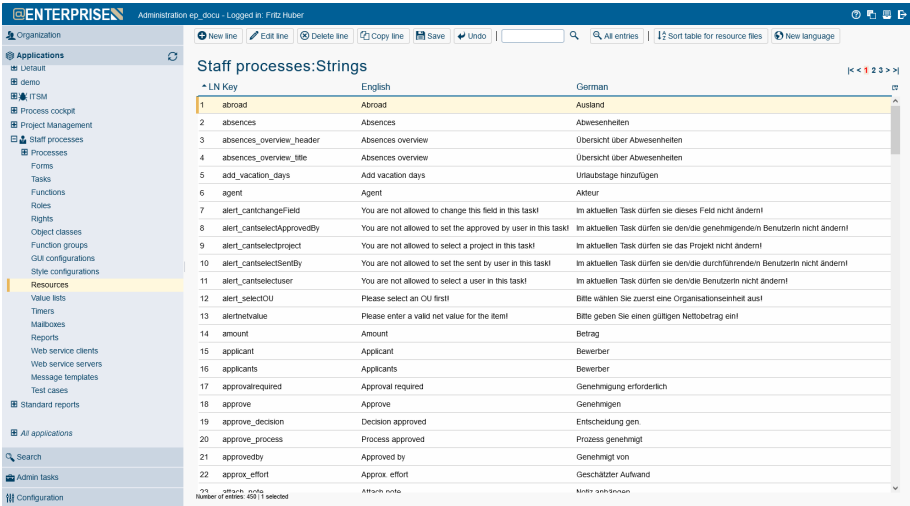 @ENTERPRISE Administration ep_docu - Logged in: Fritz Huber
Organization
Applications
Default
demo
ITSM
Process cockpit
Project Management
Staff processes
Processes
Forms
Tasks
Functions
Roles
Rights
Object classes
Function groups
GUI configurations
Style configurations
Resources
Value lists
Timers
Mailboxes
Reports
Web service clients
Web service servers
Message templates
Test cases
Standard reports
All applications
Search
Admin tasks
Configuration
New line Edit line Delete line Copy line Save Undo All entries Sort table for resource files New language
Staff processes:Strings
|< < 1 2 3 > >|
LN Key English German
1 abroad Abroad Ausland
2 absences Absences Abwesenheiten
3 absences_overview_header Absences overview Übersicht über Abwesenheiten
4 absences_overview_title Absences overview Übersicht über Abwesenheiten
5 add_vacation_days Add vacation days Urlaubstage hinzufügen
6 agent Agent Akteur
7 alert_cantchangeField You are not allowed to change this field in this task! Im aktuellen Task dürfen sie dieses Feld nicht ändern!
8 alert_cantselectApprovedBy You are not allowed to set the approved by user in this task! Im aktuellen Task dürfen sie den/die genehmigende/n BenutzerIn nicht ändern!
9 alert_cantselectproject You are not allowed to select a project in this task! Im aktuellen Task dürfen sie das Projekt nicht ändern!
10 alert_cantselectSentBy You are not allowed to set the sent by user in this task! Im aktuellen Task dürfen sie den/die durchführende/n BenutzerIn nicht ändern!
11 alert_cantselectuser You are not allowed to select a user in this task! Im aktuellen Task dürfen sie den/die BenutzerIn nicht ändern!
12 alert_selectOU Please select an OU first! Bitte wählen Sie zuerst eine Organisationseinheit aus!
13 alertnetvalue Please enter a valid net value for the item! Bitte geben Sie einen gültigen Nettobetrag ein!
14 amount Amount Betrag
15 applicant Applicant Bewerber
16 applicants Applicants Bewerber
17 approvalrequired Approval required Genehmigung erforderlich
18 approve Approve Genehmigen
19 approve_decision Decision approved Entscheidung gen.
20 approve_process Process approved Prozess genehmigt
21 approvedby Approved by Genehmigt von
22 approx_effort Approx. effort Geschätzter Aufwand
23 attach_note Attach note Notiz anhängen
Number of entries: 450 | 1 selected